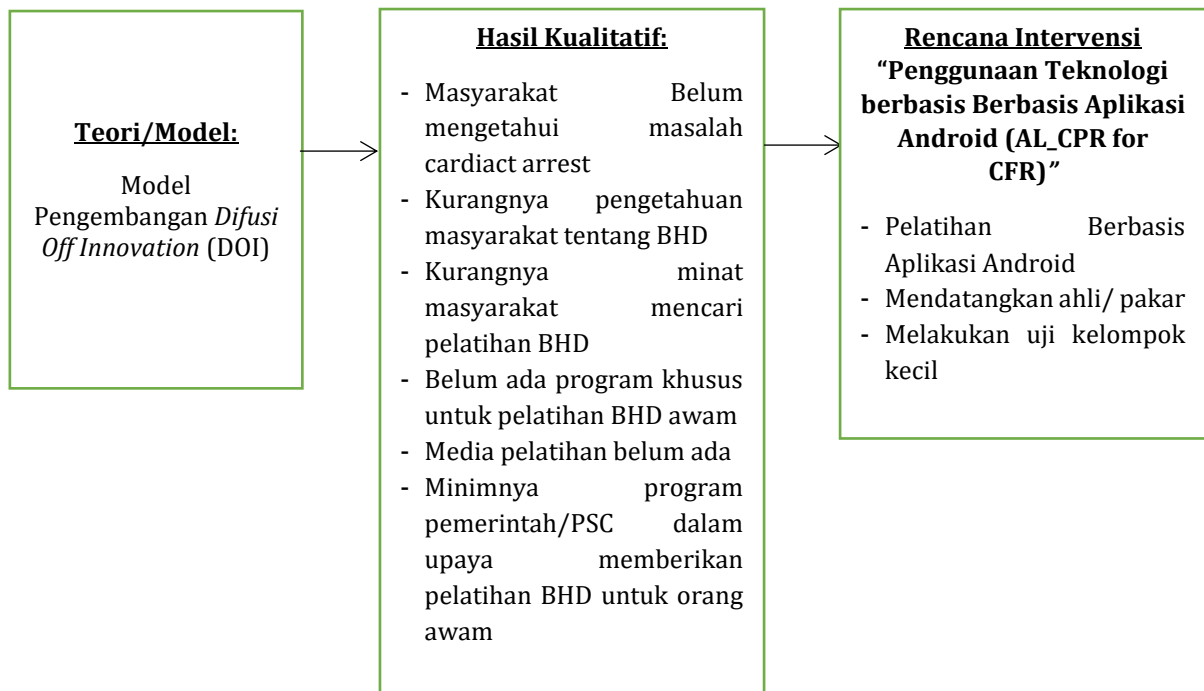 Teori/Model:
Model
Pengembangan Difusi
Off Innovation (DOI)
Hasil Kualitatif:
- Masyarakat Belum
mengetahui masalah
cardiact arrest
- Kurangnya pengetahuan
masyarakat tentang BHD
- Kurangnya minat
masyarakat mencari
pelatihan BHD
- Belum ada program khusus
untuk pelatihan BHD awam
- Media pelatihan belum ada
- Minimnya program
pemerintah/PSC dalam
upaya memberikan
pelatihan BHD untuk orang
awam
Rencana Intervensi
“Penggunaan Teknologi
berbasis Berbasis Aplikasi
Android (AL_CPR for
CFR)”
- Pelatihan Berbasis
Aplikasi Android
- Mendatangkan ahli/ pakar
- Melakukan uji kelompok
kecil